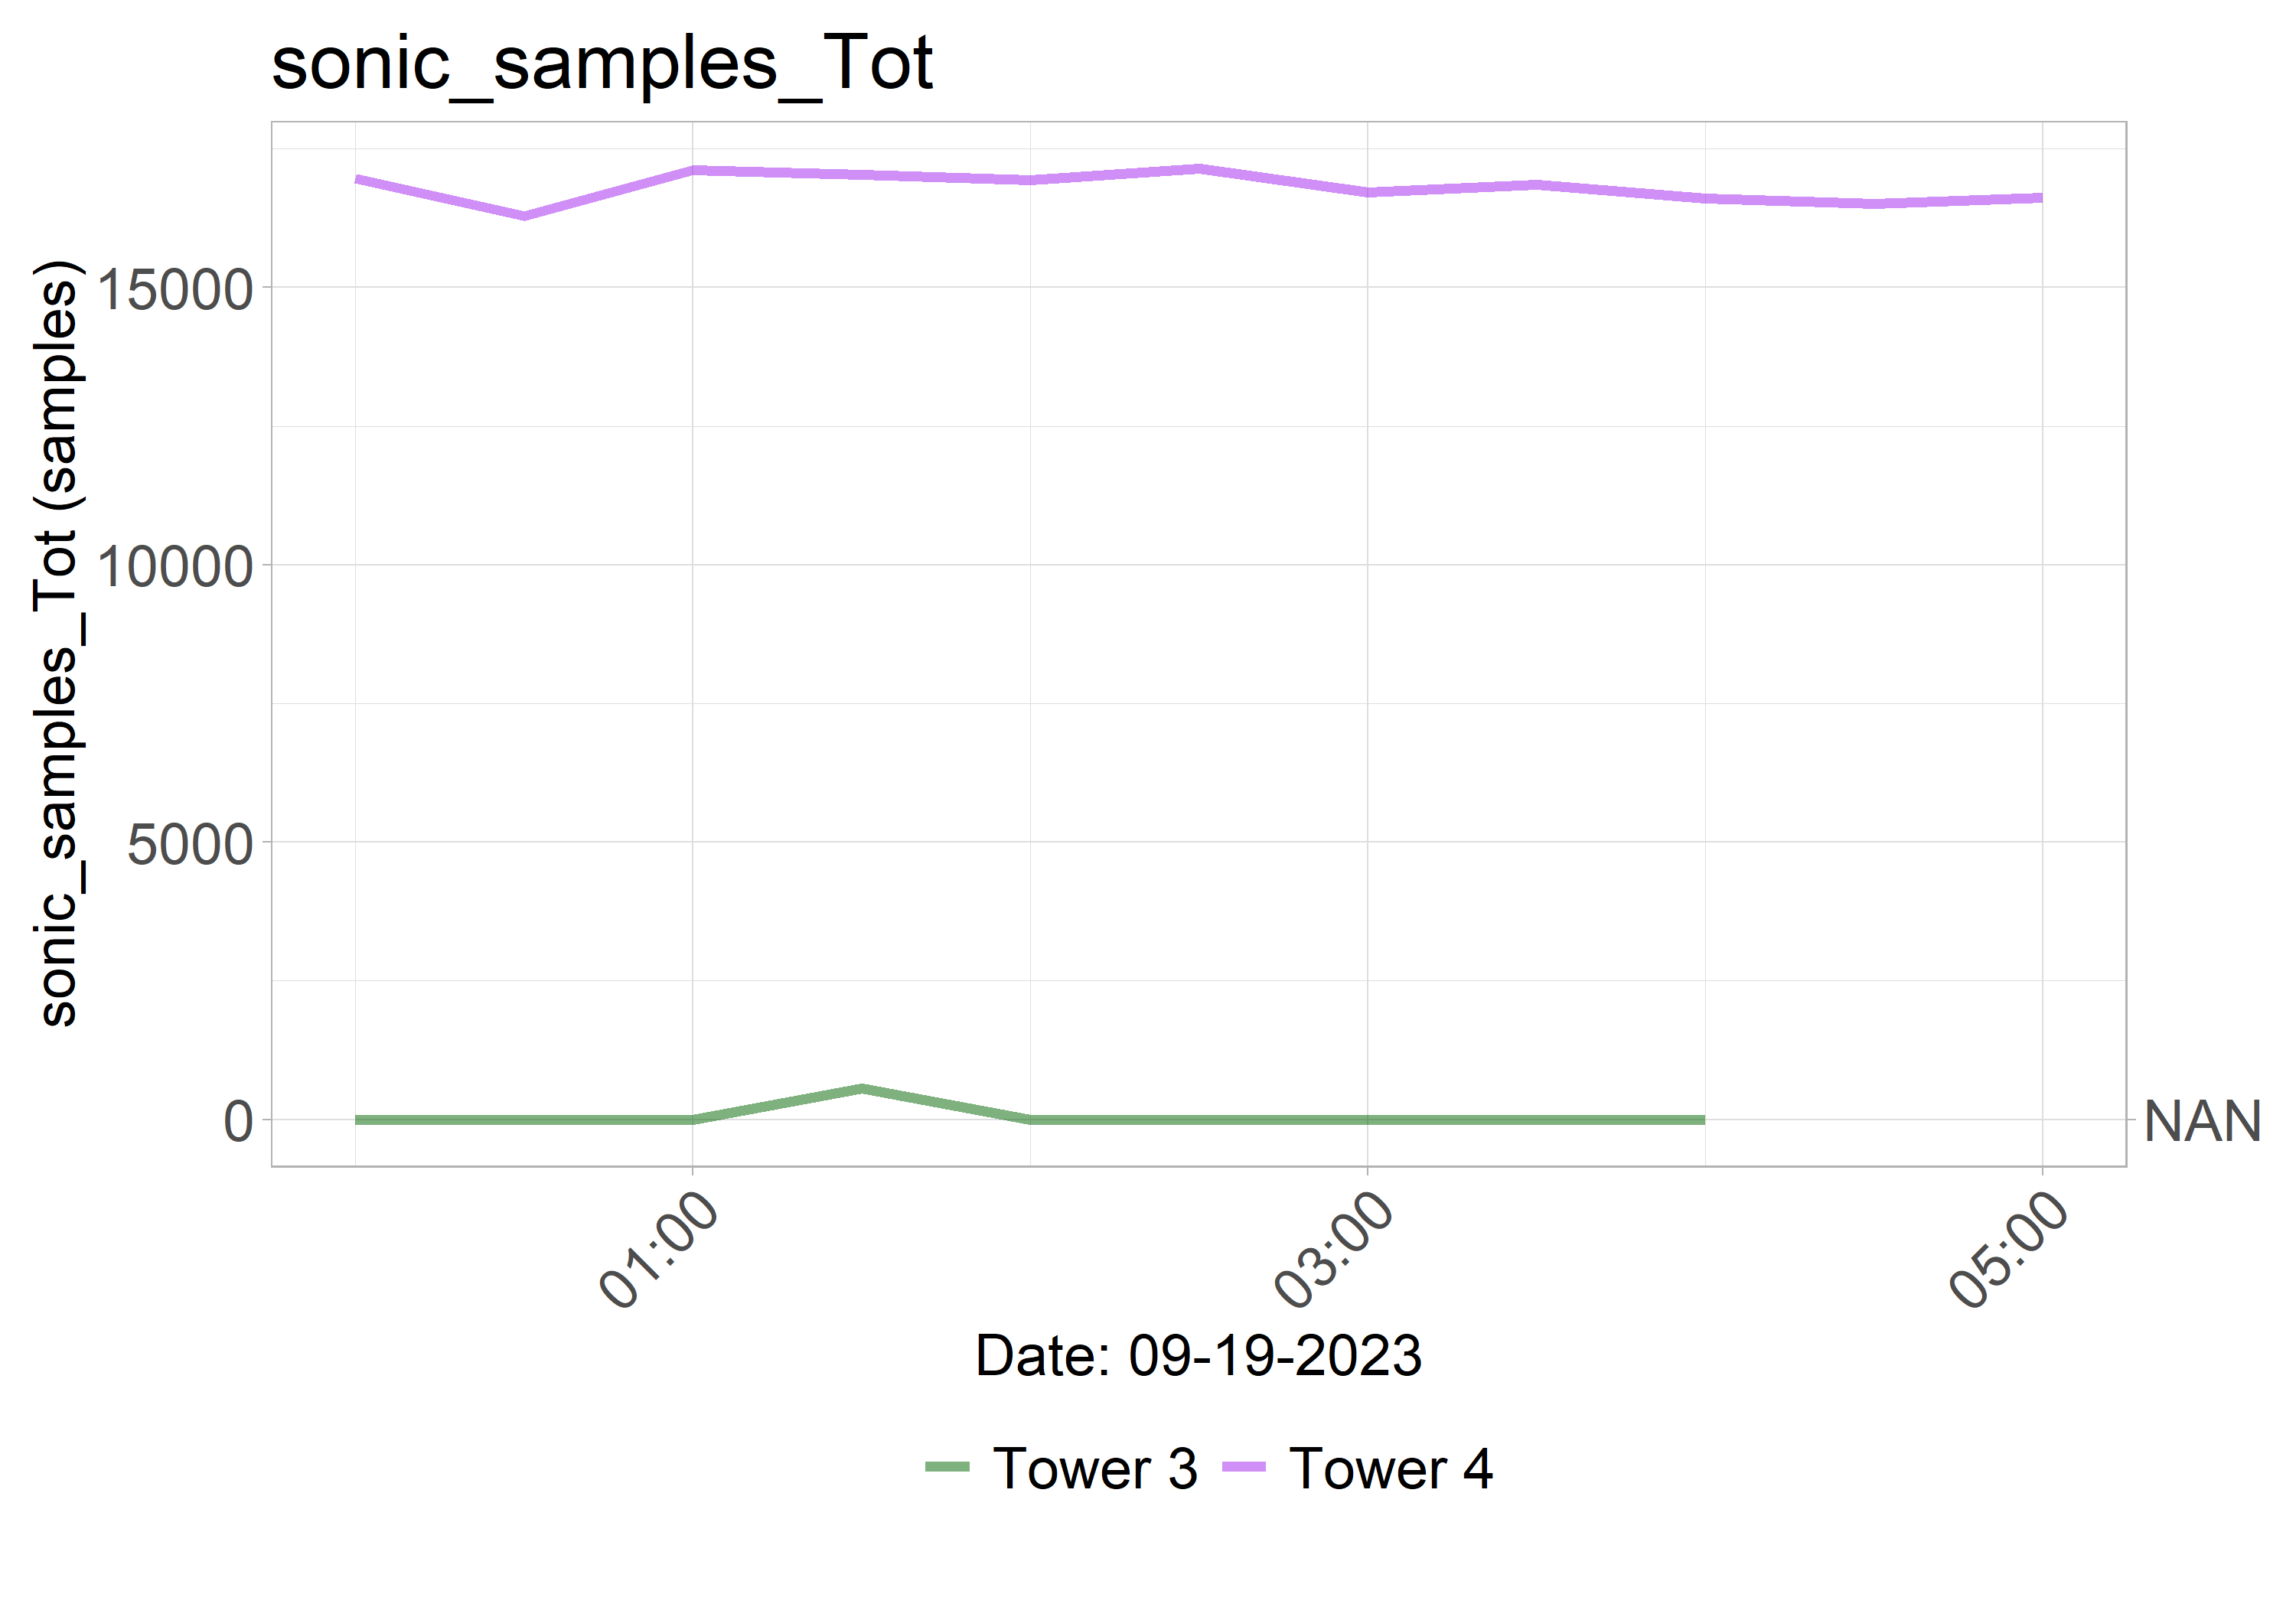 sonic_samples_Tot
sonic_samples_Tot (samples)
15000
10000
5000
0
NAN
01:00
03:00
05:00
Date: 09-19-2023
Tower 3
Tower 4